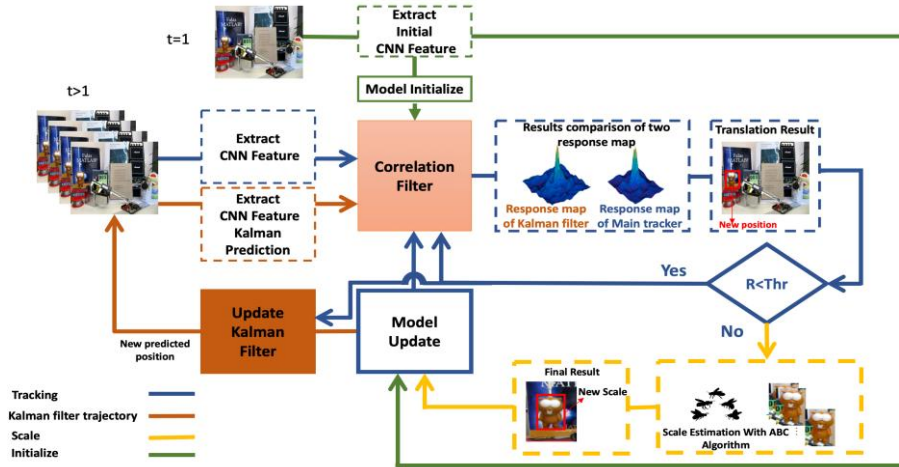 t=1
Extract
Initial
CNN Feature
Model Initialize
t>1
Extract
CNN Feature
Extract
CNN Feature
Kalman
Prediction
Correlation
Filter
Results comparison of two
response map
Response map
of Kalman filter
Response map
of Main tracker
Translation Result
New position
Yes
R<Thr
No
Update
Kalman
Filter
Model
Update
New predicted
position
Final Result
New Scale
Scale Estimation With ABC
Algorithm
Tracking
Kalman filter trajectory
Scale
Initialize